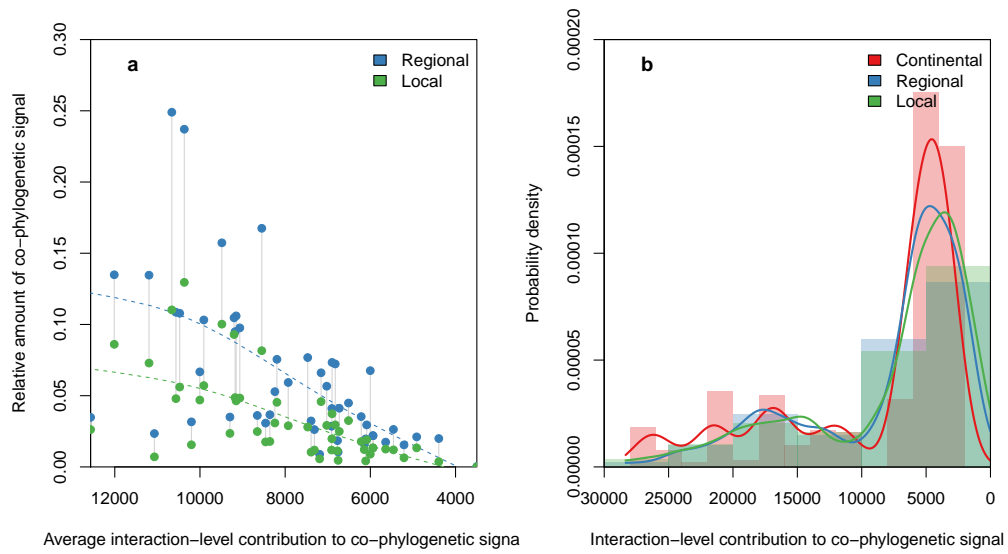 a
Regional
Local
Relative amount of co−phylogenetic signal
0.00
0.05
0.10
0.15
0.20
0.25
0.30
12000
10000
8000
6000
4000
Average interaction−level contribution to co−phylogenetic signa
b
Continental
Regional
Local
Probability density
0.00000
0.00005
0.00010
0.00015
0.00020
30000
25000
20000
15000
10000
5000
0
Interaction−level contribution to co−phylogenetic signal